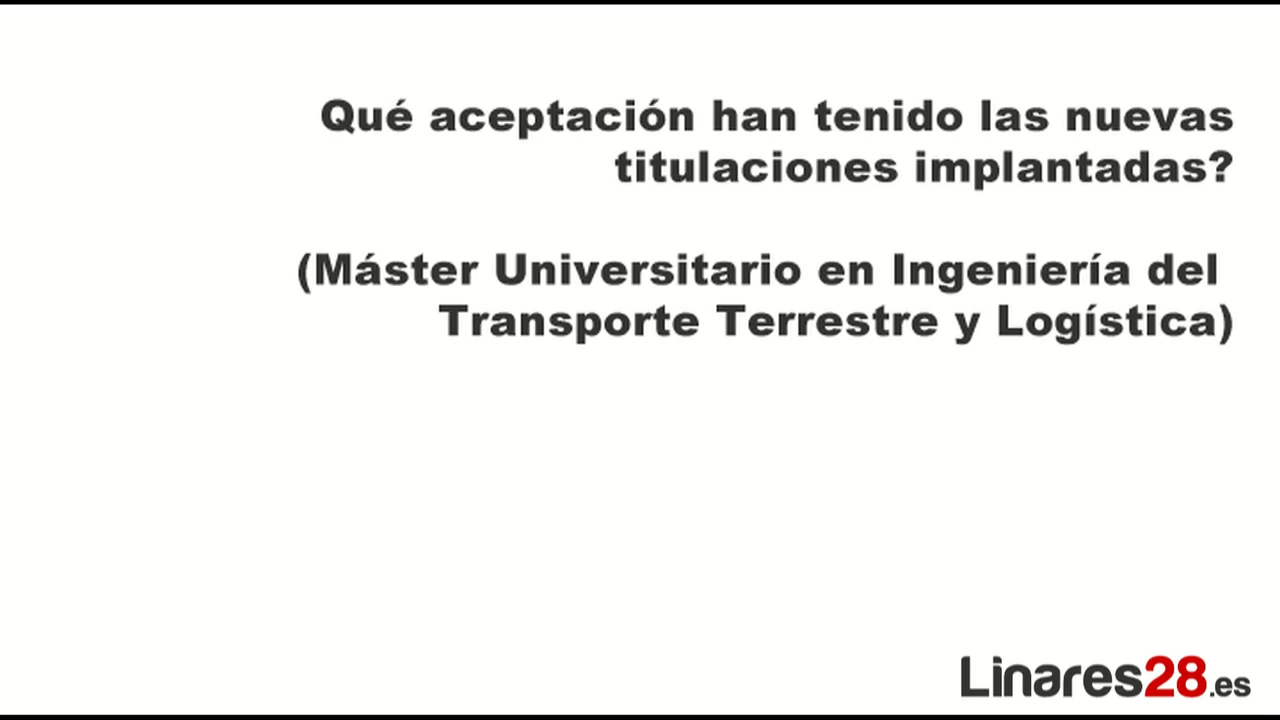 Qué aceptación han tenido las nuevas
titulaciones implantadas?
(Máster Universitario en Ingeniería del
Transporte Terrestre y Logística)
Linares28.es